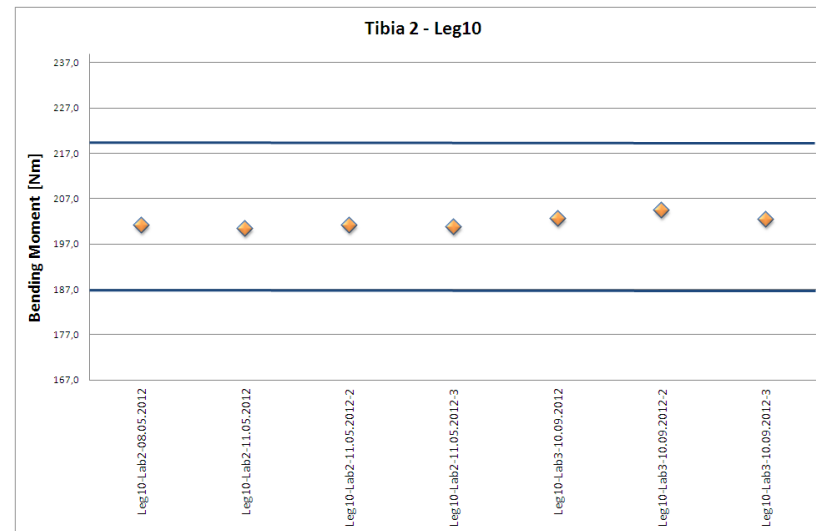 Tibia 2 - Leg10
Bending Moment [Nm]
237,0
227,0
217,0
207,0
197,0
187,0
177,0
167,0
Leg10-Lab2-08.05.2012
Leg10-Lab2-11.05.2012
Leg10-Lab2-11.05.2012-2
Leg10-Lab2-11.05.2012-3
Leg10-Lab3-10.09.2012
Leg10-Lab3-10.09.2012-2
Leg10-Lab3-10.09.2012-3